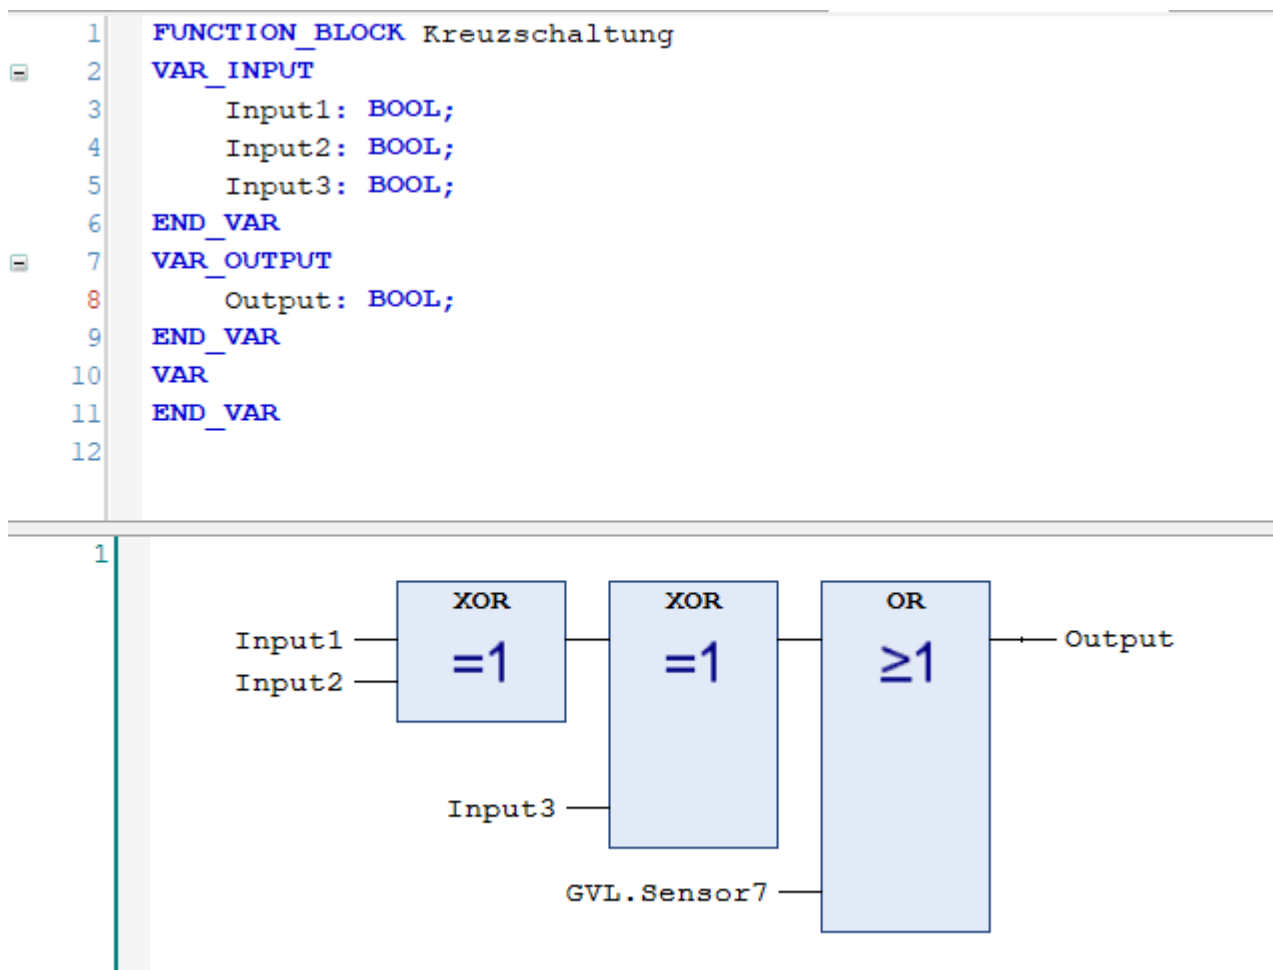 1 FUNCTION_BLOCK Kreuzschaltung
2 VAR_INPUT
3 Input1: BOOL;
4 Input2: BOOL;
5 Input3: BOOL;
6 END_VAR
7 VAR_OUTPUT
8 Output: BOOL;
9 END_VAR
10 VAR
11 END_VAR
12
1
XOR XOR OR
Input1 Output
=1 =1 ≥1
Input2
Input3
GVL.Sensor7